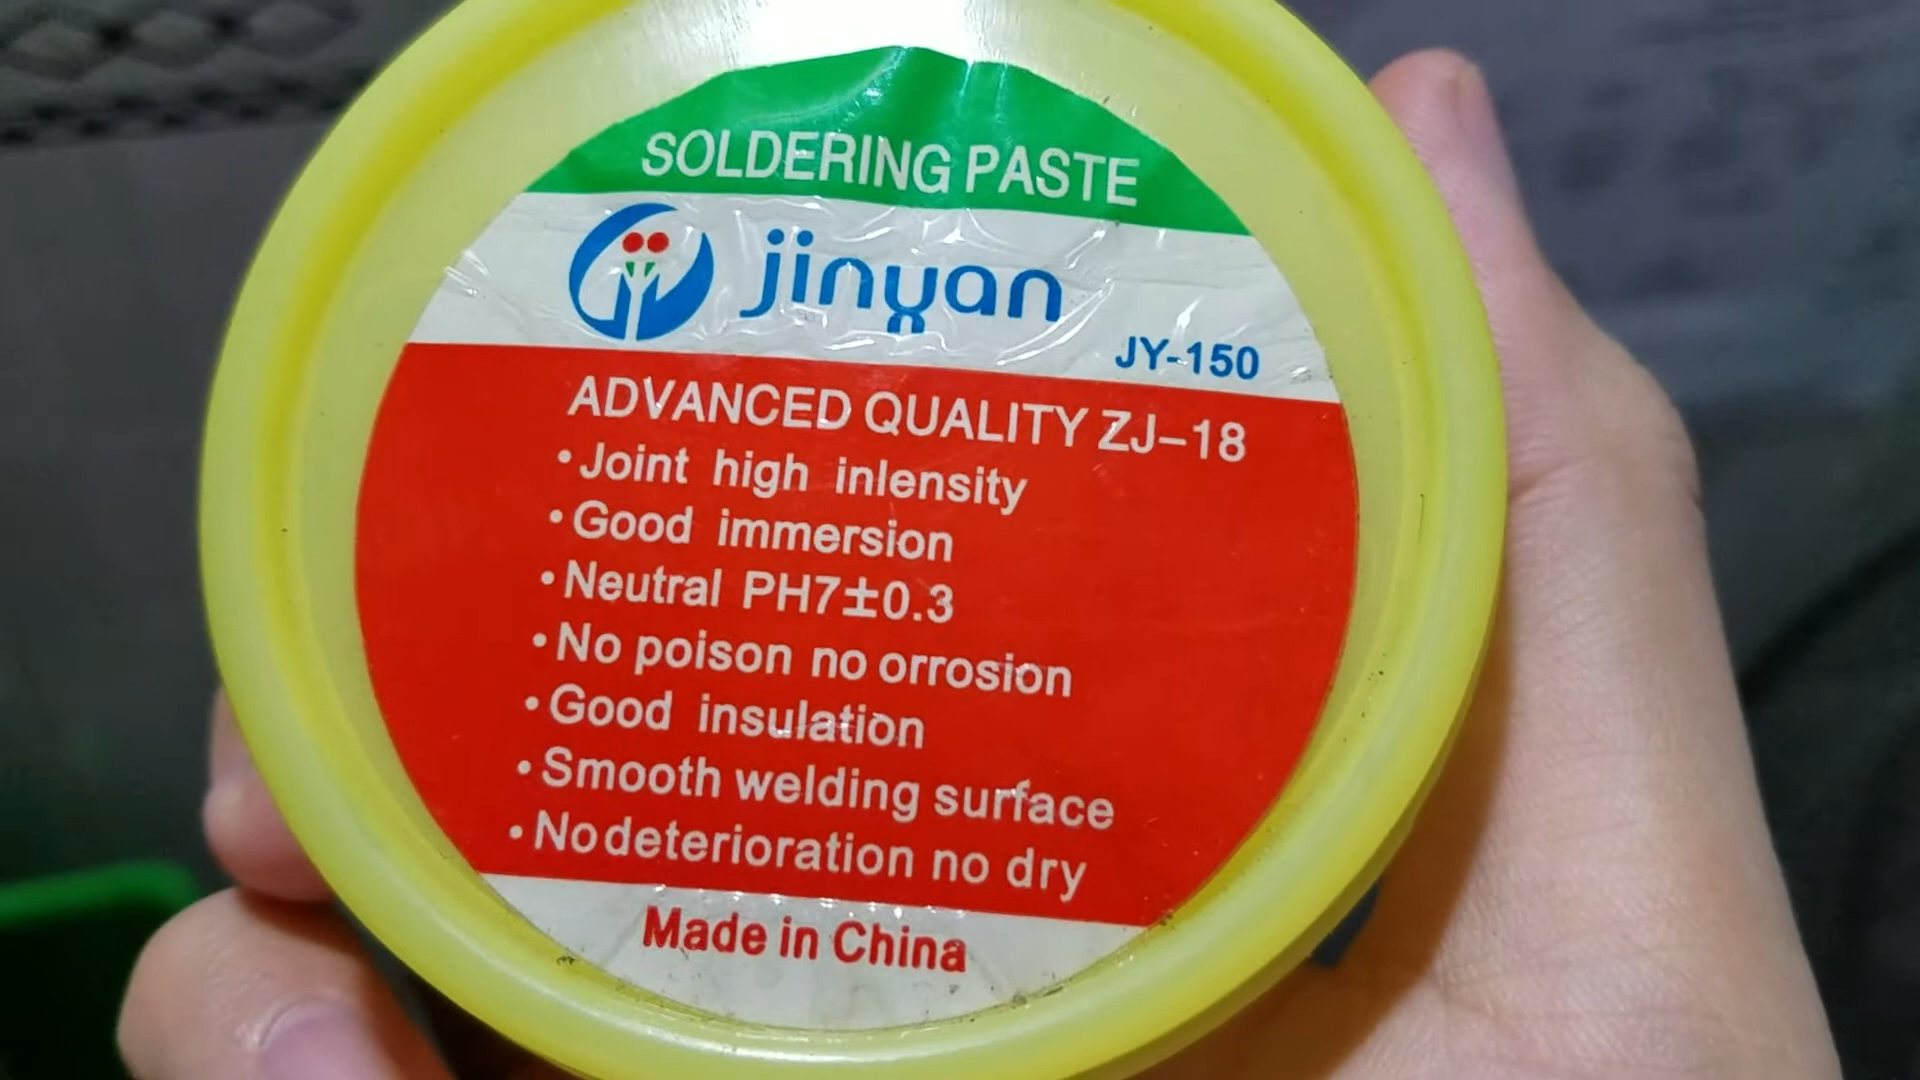 SOLDERING PASTE
jinyan
JY-150
ADVANCED QUALITY ZJ-18
•Joint high inlensity
•Good immersion
•Neutral PH7±0.3
•No poison no orrosion
•Good insulation
•Smooth welding surface
•Nodeterioration no dry
Made in China